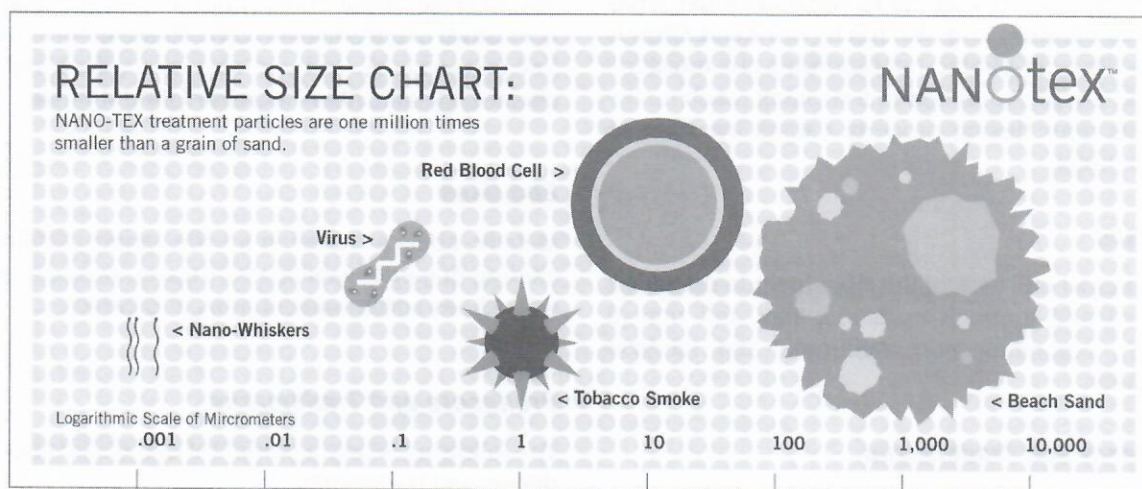 RELATIVE SIZE CHART:
NANO-TEX treatment particles are one million times
smaller than a grain of sand.
NANOtex™
Red Blood Cell >
Virus >
< Nano-Whiskers
< Tobacco Smoke
< Beach Sand
Logarithmic Scale of Mircrometers
.001 .01 .1 1 10 100 1,000 10,000